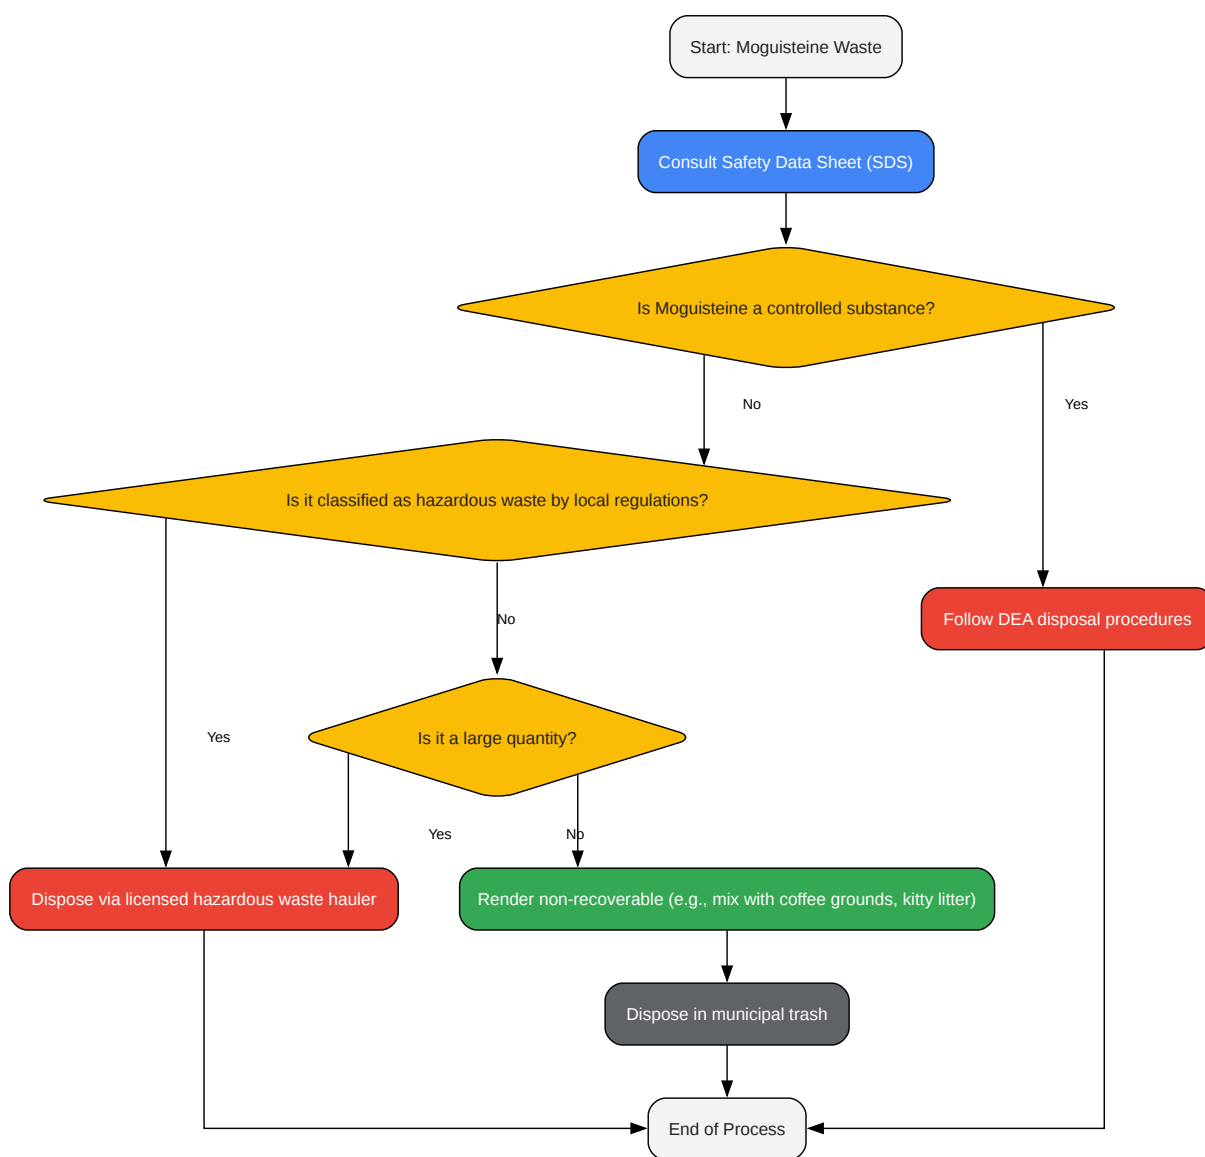 Start: Moguisteine Waste
Consult Safety Data Sheet (SDS)
Is Moguisteine a controlled substance?
No
Yes
Is it classified as hazardous waste by local regulations?
No
Follow DEA disposal procedures
Yes
Is it a large quantity?
Yes
No
Dispose via licensed hazardous waste hauler
Render non-recoverable (e.g., mix with coffee grounds, kitty litter)
Dispose in municipal trash
End of Process